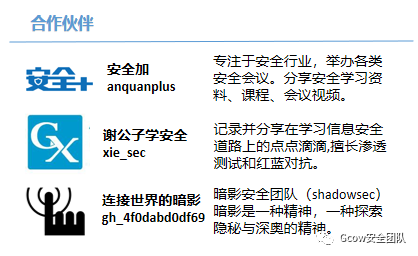 合作伙伴
安全+
安全加
anquanplus
专注于安全行业，举办各类
安全会议。分享安全学习资
料、课程、会议视频。
GX
谢公子学安全
xie_sec
记录并分享在学习信息安全
道路上的点点滴滴,擅长渗透
测试和红蓝对抗。
连接世界的暗影
gh_4f0dabd0df69
暗影安全团队（shadowsec）
暗影是一种精神，一种探索
隐秘与深奥的精神。
Gcow安全团队